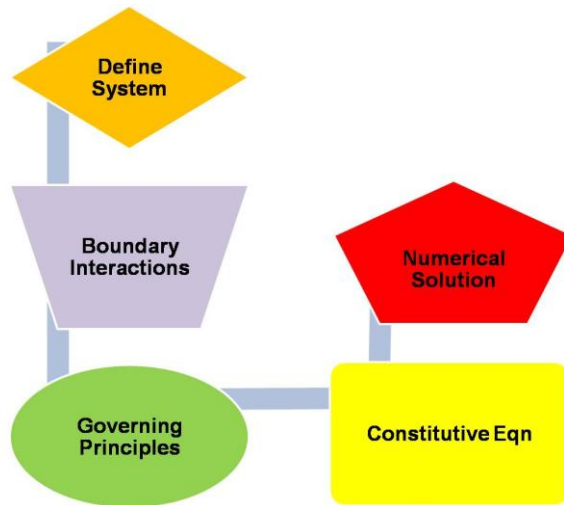 Define
System
Boundary
Interactions
Governing
Principles
Constitutive Eqn
Numerical
Solution